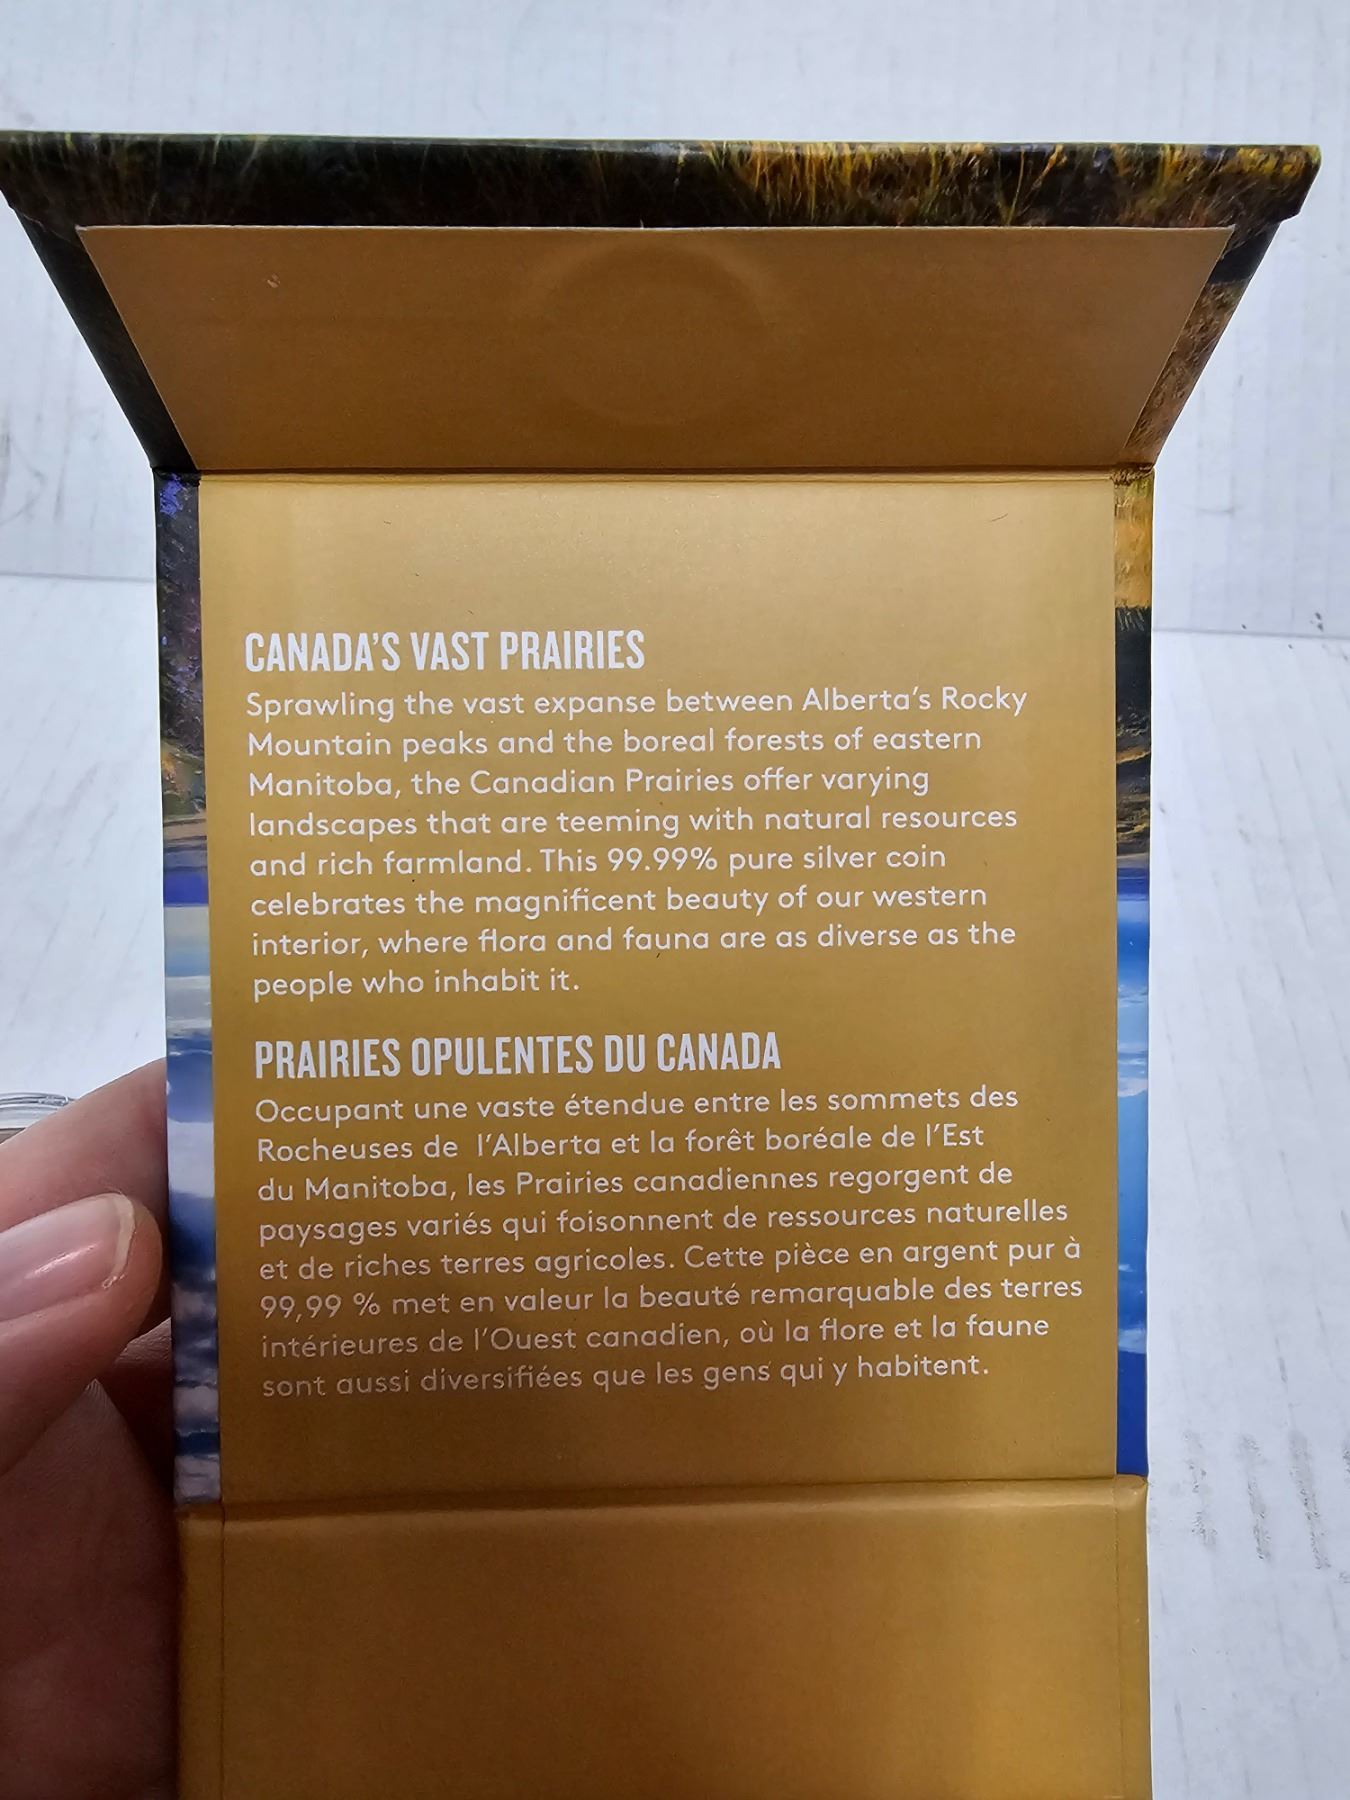 CANADA'S VAST PRAIRIES
Sprawling the vast expanse between Alberta's Rocky
Mountain peaks and the boreal forests of eastern
Manitoba, the Canadian Prairies offer varying
landscapes that are teeming with natural resources
and rich farmland. This 99.99% pure silver coin
celebrates the magnificent beauty of our western
interior, where flora and fauna are as diverse as the
people who inhabit it.
PRAIRIES OPULENTES DU CANADA
Occupant une vaste étendue entre les sommets des
Rocheuses de l'Alberta et la forêt boréale de l'Est
du Manitoba, les Prairies canadiennes regorgent de
paysages variés qui foisonnent de ressources naturelles
et de riches terres agricoles. Cette pièce en argent pur à
99,99 % met en valeur la beauté remarquable des terres
intérieures de l'Ouest canadien, où la flore et la faune
sont aussi diversifiées que les gens qui y habitent.